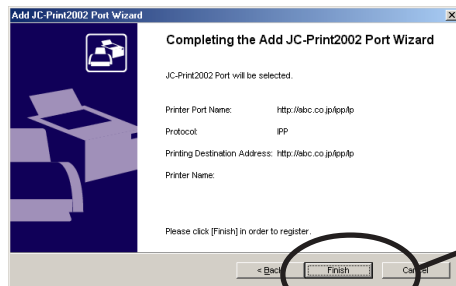 Add JC-Print2002 Port Wizard
Completing the Add JC-Print2002 Port Wizard
JC-Print2002 Port will be selected.
Printer Port Name: http://abc.co.jp/ipp/lp
Protocol: IPP
Printing Destination Address: http://abc.co.jp/ipp/lp
Printer Name:
Please click [Finish] in order to register.
< Back Finish Cancel